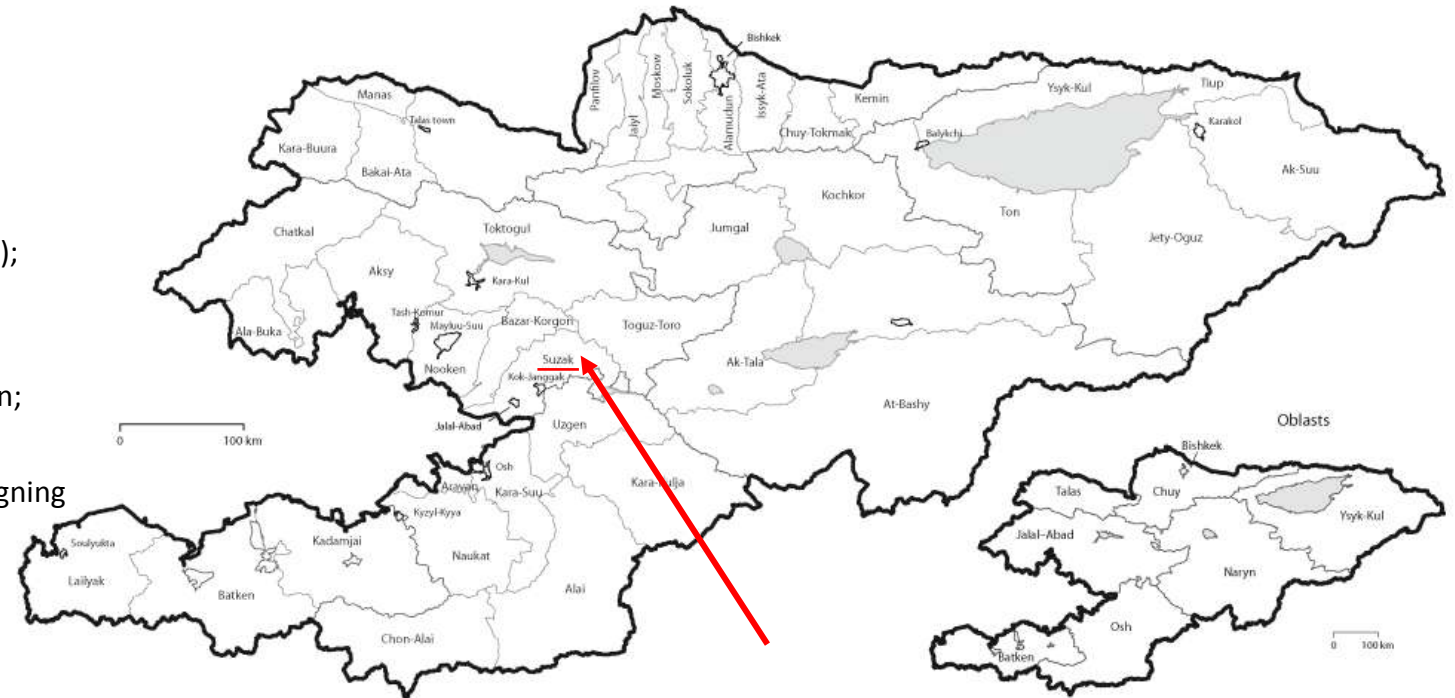 Bishkek
Panfilov
Jaiyl
Moskow
Sokoluk
Alamudun
Issyk-Ata
Chuy-Tokmak
Kemin
Ysyk-Kul
Tiup
Manas
Talas town
Kara-Buura
Bakai-Ata
Balykchi
Karakol
Ak-Suu
Kochkor
Ton
Jety-Oguz
Jumgal
Chatkal
Toktogul
);
Aksy
Kara-Kul
Tash-Komur
Mayluu-Suu
Bazar-Korgon
Toguz-Toro
Ala-Buka
Ak-Tala
Suzak
Nooken
Kok-Janggak
n;
At-Bashy
0 100 km
Jalal-Abad
Uzgen
Oblasts
Bishkek
Osh
Aravan
Kara-Suu
Kara-Kulja
gning
Talas
Chuy
Ysyk-Kul
Kyzyl-Kyya
Soulyukta
Kadamjai
Naukat
Jalal-Abad
Naryn
Lailyak
Batken
Alai
Chon-Alai
Osh
Batken
0 100 km